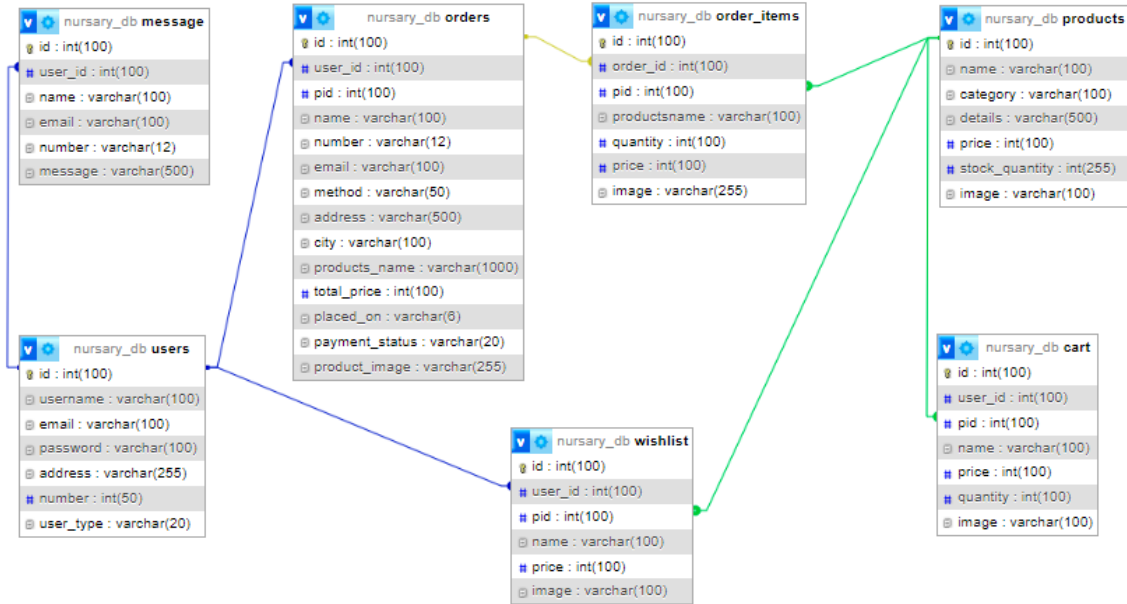 nursary_db message
id : int(100)
user_id : int(100)
name : varchar(100)
email : varchar(100)
number : varchar(12)
message : varchar(500)
nursary_db orders
id : int(100)
user_id : int(100)
pid : int(100)
name : varchar(100)
number : varchar(12)
email : varchar(100)
method : varchar(50)
address : varchar(500)
city : varchar(100)
products_name : varchar(1000)
total_price : int(100)
placed_on : varchar(6)
payment_status : varchar(20)
product_image : varchar(255)
nursary_db order_items
id : int(100)
order_id : int(100)
pid : int(100)
productsname : varchar(100)
quantity : int(100)
price : int(100)
image : varchar(255)
nursary_db products
id : int(100)
name : varchar(100)
category : varchar(100)
details : varchar(500)
price : int(100)
stock_quantity : int(255)
image : varchar(100)
nursary_db users
id : int(100)
username : varchar(100)
email : varchar(100)
password : varchar(100)
address : varchar(255)
number : int(50)
user_type : varchar(20)
nursary_db wishlist
id : int(100)
user_id : int(100)
pid : int(100)
name : varchar(100)
price : int(100)
image : varchar(100)
nursary_db cart
id : int(100)
user_id : int(100)
pid : int(100)
name : varchar(100)
price : int(100)
quantity : int(100)
image : varchar(100)